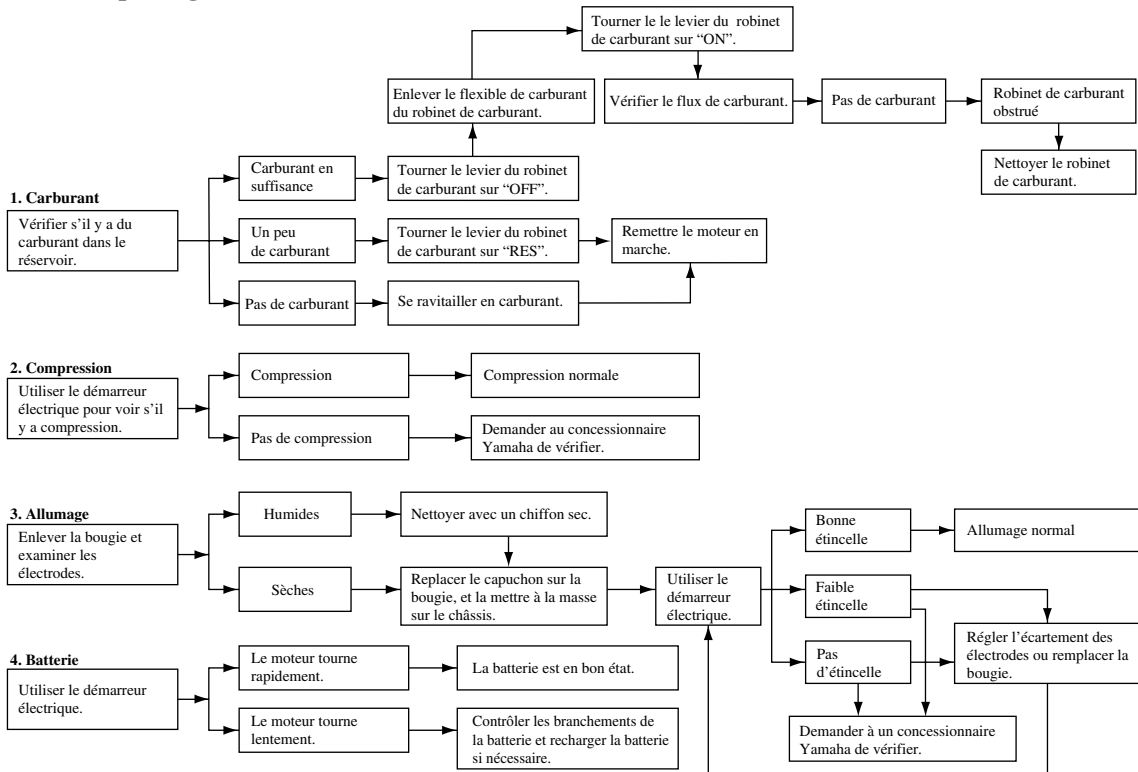 1. Carburant
Vérifier s’il y a du
carburant dans le
réservoir.
Carburant en
suffisance
Tourner le levier du robinet
de carburant sur “OFF”.
Enlever le flexible de carburant
du robinet de carburant.
Tourner le le levier du robinet
de carburant sur “ON”.
Vérifier le flux de carburant.
Pas de carburant
Robinet de carburant
obstrué
Nettoyer le robinet
de carburant.
Un peu
de carburant
Tourner le levier du robinet
de carburant sur “RES”.
Remettre le moteur en
marche.
Pas de carburant
Se ravitailler en carburant.
2. Compression
Utiliser le démarreur
électrique pour voir s’il
y a compression.
Compression
Compression normale
Pas de compression
Demander au concessionnaire
Yamaha de vérifier.
3. Allumage
Enlever la bougie et
examiner les
électrodes.
Humides
Nettoyer avec un chiffon sec.
Sèches
Replacer le capuchon sur la
bougie, et la mettre à la masse
sur le châssis.
Utiliser le
démarreur
électrique.
Bonne
étincelle
Allumage normal
Faible
étincelle
Pas
d’étincelle
Régler l’écartement des
électrodes ou remplacer la
bougie.
Demander à un concessionnaire
Yamaha de vérifier.
4. Batterie
Utiliser le démarreur
électrique.
Le moteur tourne
rapidement.
La batterie est en bon état.
Le moteur tourne
lentement.
Contrôler les branchements de
la batterie et recharger la batterie
si nécessaire.